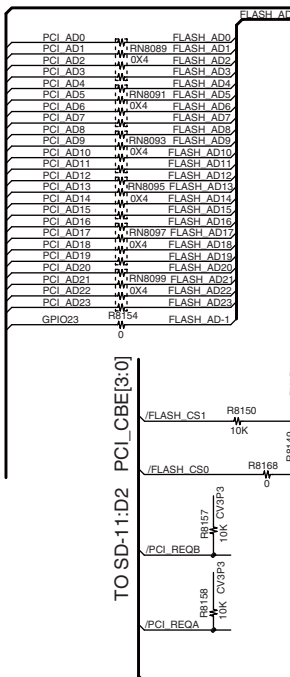 FLASH_AD
PCI_AD0 FLASH_AD0
PCI_AD1 RN8089 FLASH_AD1
PCI_AD2 0X4 FLASH_AD2
PCI_AD3 FLASH_AD3
PCI_AD4 FLASH_AD4
PCI_AD5 RN8091 FLASH_AD5
PCI_AD6 0X4 FLASH_AD6
PCI_AD7 FLASH_AD7
PCI_AD8 FLASH_AD8
PCI_AD9 RN8093 FLASH_AD9
PCI_AD10 0X4 FLASH_AD10
PCI_AD11 FLASH_AD11
PCI_AD12 FLASH_AD12
PCI_AD13 RN8095 FLASH_AD13
PCI_AD14 0X4 FLASH_AD14
PCI_AD15 FLASH_AD15
PCI_AD16 FLASH_AD16
PCI_AD17 RN8097 FLASH_AD17
PCI_AD18 0X4 FLASH_AD18
PCI_AD19 FLASH_AD19
PCI_AD20 FLASH_AD20
PCI_AD21 RN8099 FLASH_AD21
PCI_AD22 0X4 FLASH_AD22
PCI_AD23 FLASH_AD23
GPIO23 R8154 FLASH_AD-1
0
TO SD-11:D2 PCI_CBE[3:0]
/FLASH_CS1 R8150
10K
/FLASH_CS0 R8168
0
R8157 10K CV3P3
/PCI_REQB
R8158 10K CV3P3
/PCI_REQA